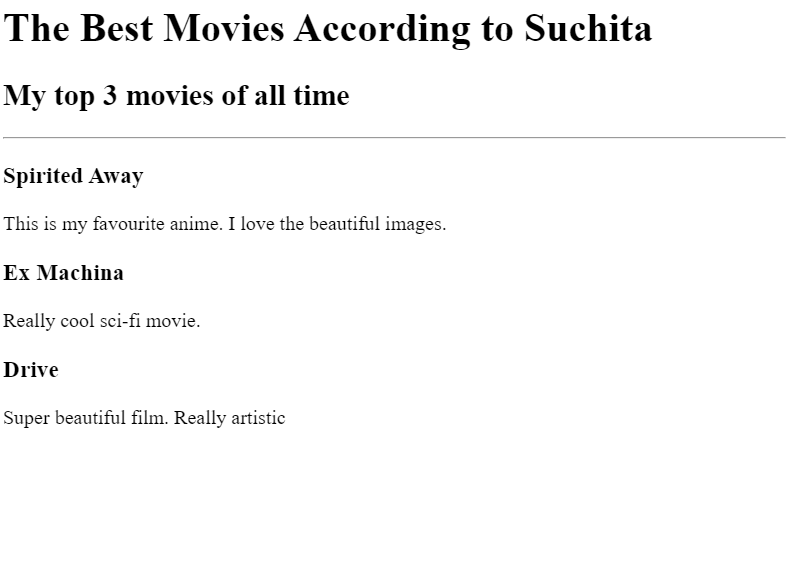 The Best Movies According to Suchita
My top 3 movies of all time
Spirited Away
This is my favourite anime. I love the beautiful images.
Ex Machina
Really cool sci-fi movie.
Drive
Super beautiful film. Really artistic